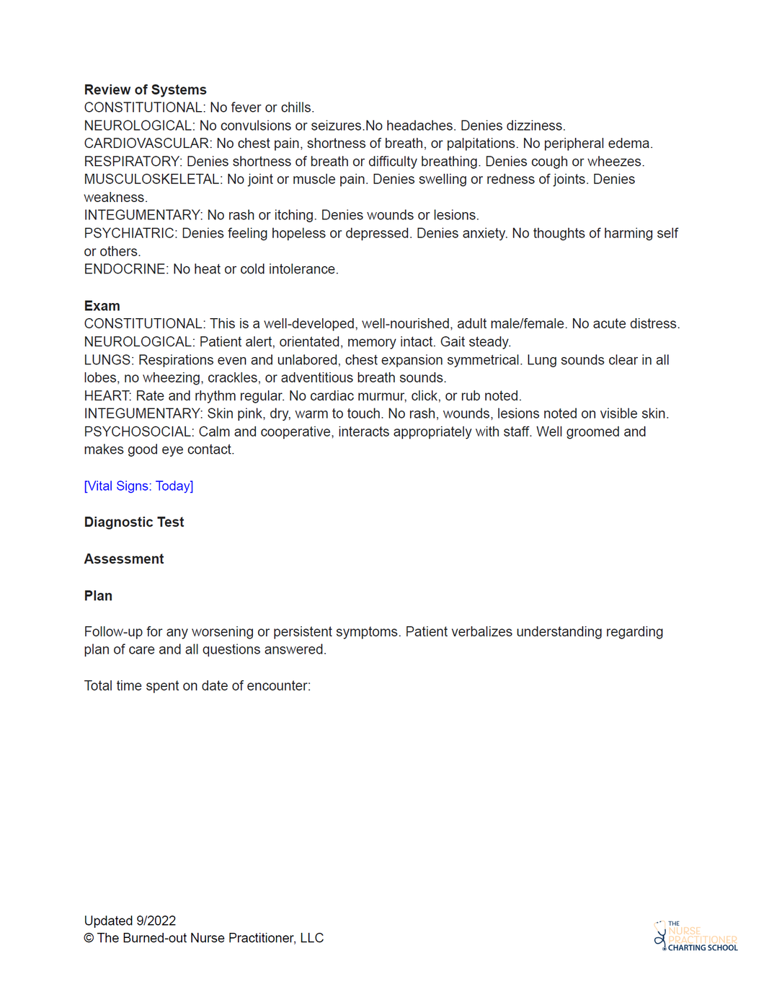 Review of Systems
CONSTITUTIONAL: No fever or chills.
NEUROLOGICAL: No convulsions or seizures.No headaches. Denies dizziness.
CARDIOVASCULAR: No chest pain, shortness of breath, or palpitations. No peripheral edema.
RESPIRATORY: Denies shortness of breath or difficulty breathing. Denies cough or wheezes.
MUSCULOSKELETAL: No joint or muscle pain. Denies swelling or redness of joints. Denies
weakness.
INTEGUMENTARY: No rash or itching. Denies wounds or lesions.
PSYCHIATRIC: Denies feeling hopeless or depressed. Denies anxiety. No thoughts of harming self
or others.
ENDOCRINE: No heat or cold intolerance.
Exam
CONSTITUTIONAL: This is a well-developed, well-nourished, adult male/female. No acute distress.
NEUROLOGICAL: Patient alert, orientated, memory intact. Gait steady.
LUNGS: Respirations even and unlabored, chest expansion symmetrical. Lung sounds clear in all
lobes, no wheezing, crackles, or adventitious breath sounds.
HEART: Rate and rhythm regular. No cardiac murmur, click, or rub noted.
INTEGUMENTARY: Skin pink, dry, warm to touch. No rash, wounds, lesions noted on visible skin.
PSYCHOSOCIAL: Calm and cooperative, interacts appropriately with staff. Well groomed and
makes good eye contact.
[Vital Signs: Today]
Diagnostic Test
Assessment
Plan
Follow-up for any worsening or persistent symptoms. Patient verbalizes understanding regarding
plan of care and all questions answered.
Total time spent on date of encounter:
Updated 9/2022
© The Burned-out Nurse Practitioner, LLC
THE
NURSE
PRACTITIONER
CHARTING SCHOOL